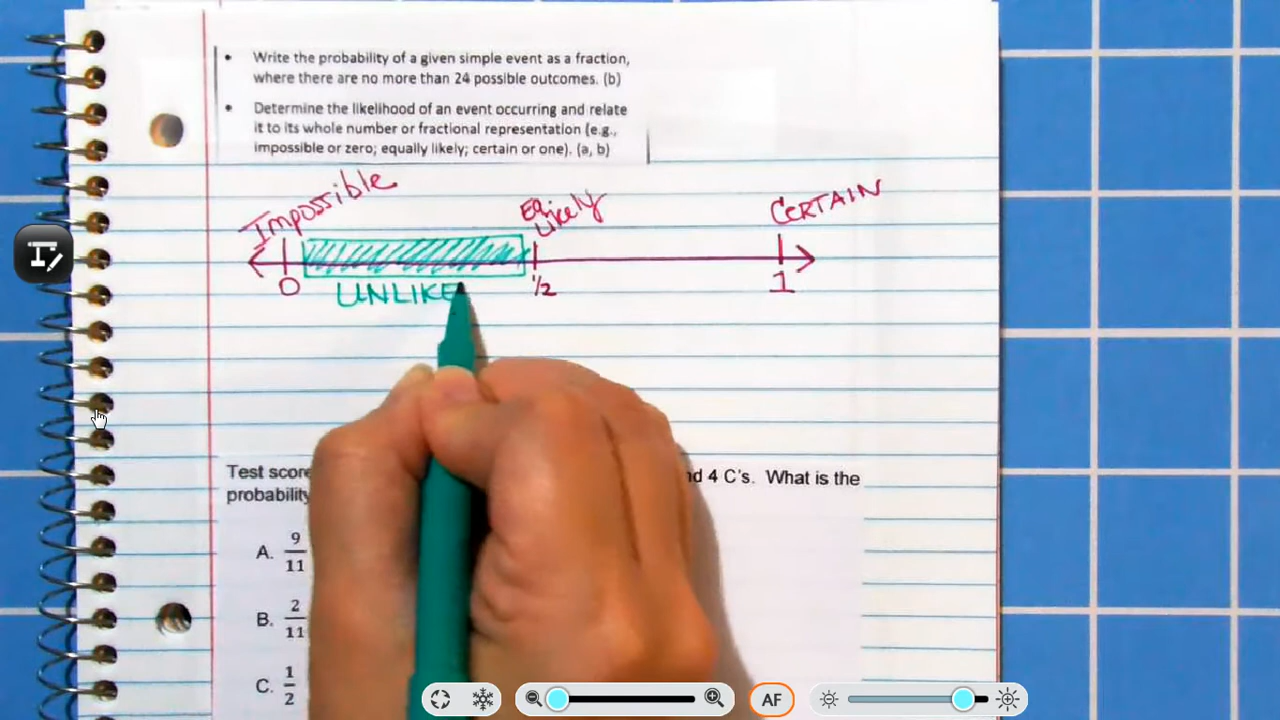 • Write the probability of a given simple event as a fraction,
where there are no more than 24 possible outcomes. (b)
• Determine the likelihood of an event occurring and relate
it to its whole number or fractional representation (e.g.,
impossible or zero; equally likely; certain or one). (a, b)
Impossible
Eq.
Likely
CERTAIN
0
UNLIKE
1/2
1
Test score nd 4 C's. What is the
probability
A. 9/11
B. 2/11
C. 1/2
AF